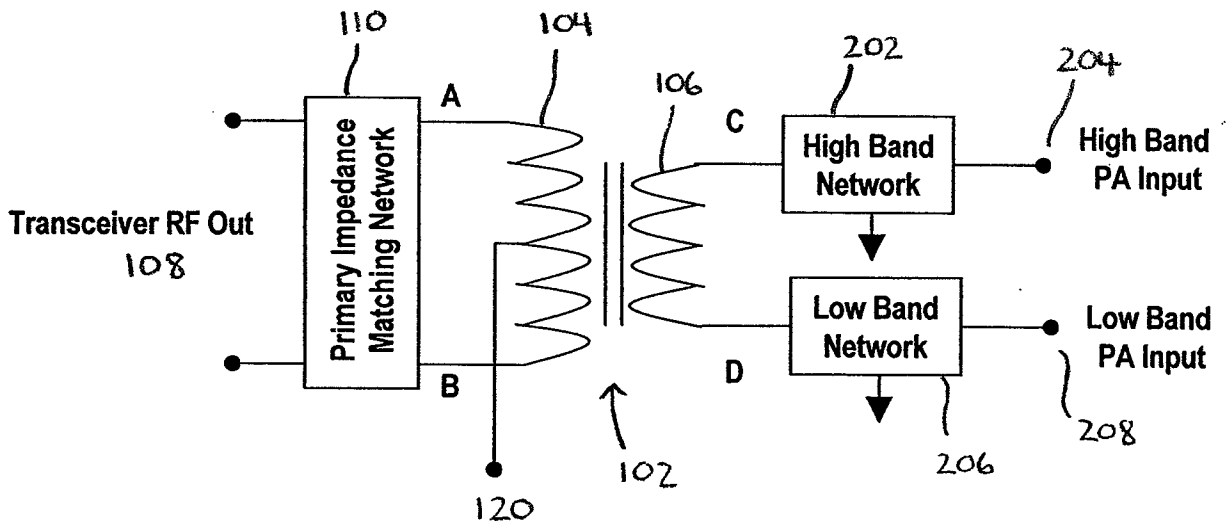 110
104
202
204
106
A
C
High Band
Network
High Band
PA Input
Primary Impedance
Matching Network
Transceiver RF Out
108
Low Band
Network
Low Band
PA Input
B
D
102
206
208
120